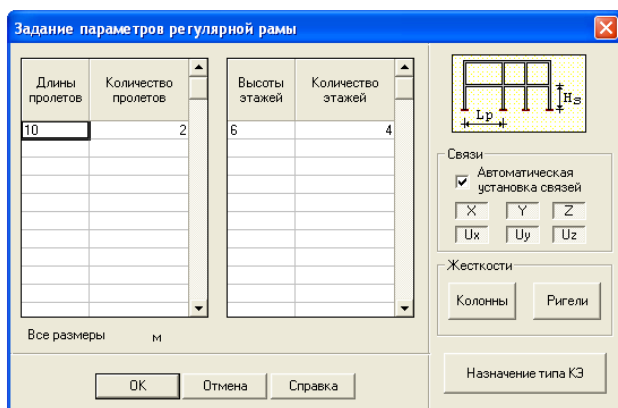 Задание параметров регулярной рамы
Длины пролетов
Количество пролетов
10
2
Высоты этажей
Количество этажей
6
4
Lp
Hs
Связи
Автоматическая установка связей
X
Y
Z
Ux
Uy
Uz
Жесткости
Колонны
Ригели
Все размеры м
OK
Отмена
Справка
Назначение типа КЭ